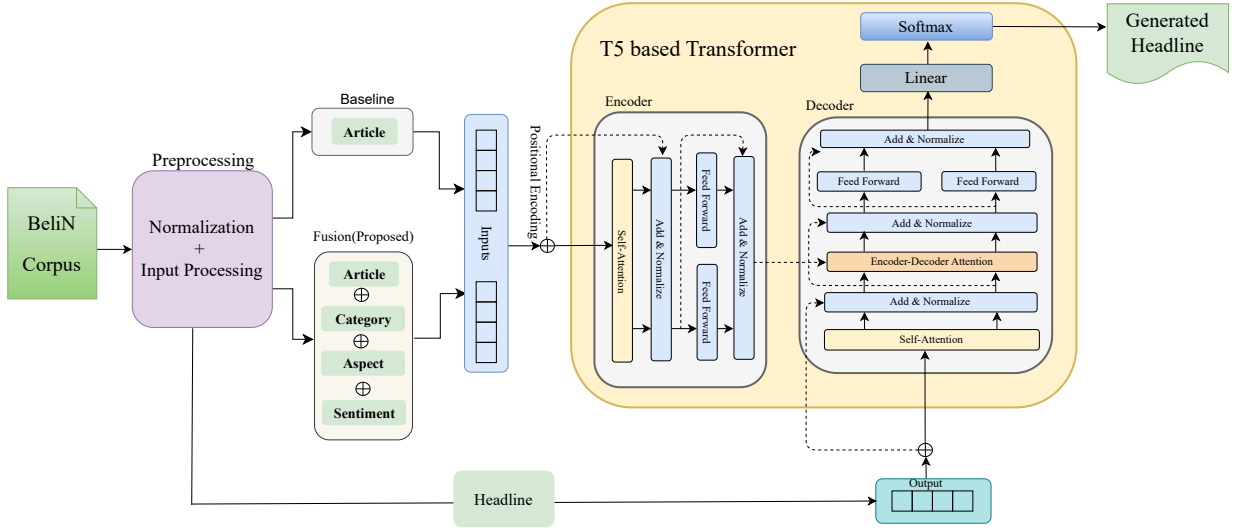 BeliN
Corpus
Preprocessing
Normalization
+
Input Processing
Baseline
Article
Fusion(Proposed)
Article
Category
Aspect
Sentiment
Inputs
Positional Encoding
T5 based Transformer
Encoder
Self-Attention
Add & Normalize
Feed Forward
Feed Forward
Add & Normalize
Decoder
Softmax
Linear
Add & Normalize
Feed Forward
Feed Forward
Add & Normalize
Encoder-Decoder Attention
Add & Normalize
Self-Attention
Generated
Headline
Headline
Output